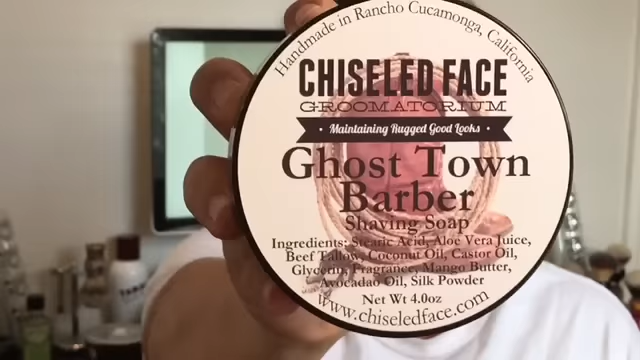 Handmade in Rancho Cucamonga, California
CHISELED FACE
GROOMATORIUM
• Maintaining Rugged Good Looks •
Ghost Town
Barber
Shaving Soap
Ingredients: Stearic Acid, Aloe Vera Juice,
Beef Tallow, Coconut Oil, Castor Oil,
Glycerin, Fragrance, Mango Butter,
Avocadao Oil, Silk Powder
Net Wt 4.0oz
www.chiseledface.com